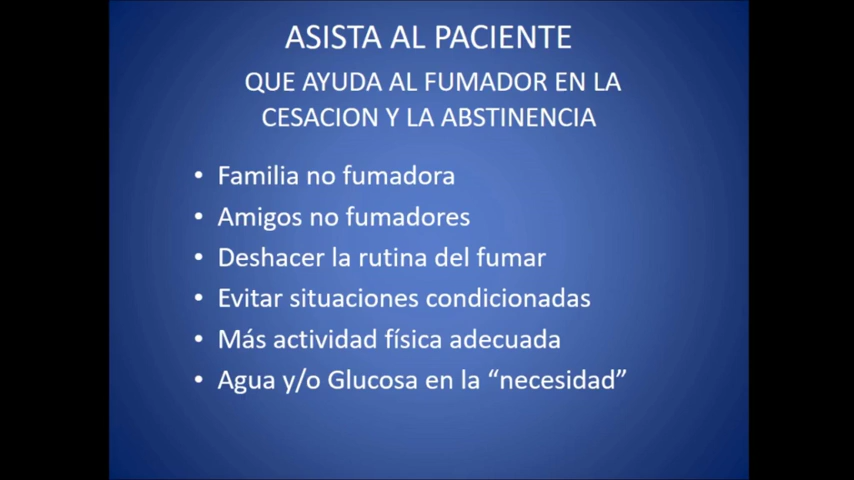 ASISTA AL PACIENTE
QUE AYUDA AL FUMADOR EN LA
CESACION Y LA ABSTINENCIA
• Familia no fumadora
• Amigos no fumadores
• Deshacer la rutina del fumar
• Evitar situaciones condicionadas
• Más actividad física adecuada
• Agua y/o Glucosa en la “necesidad”